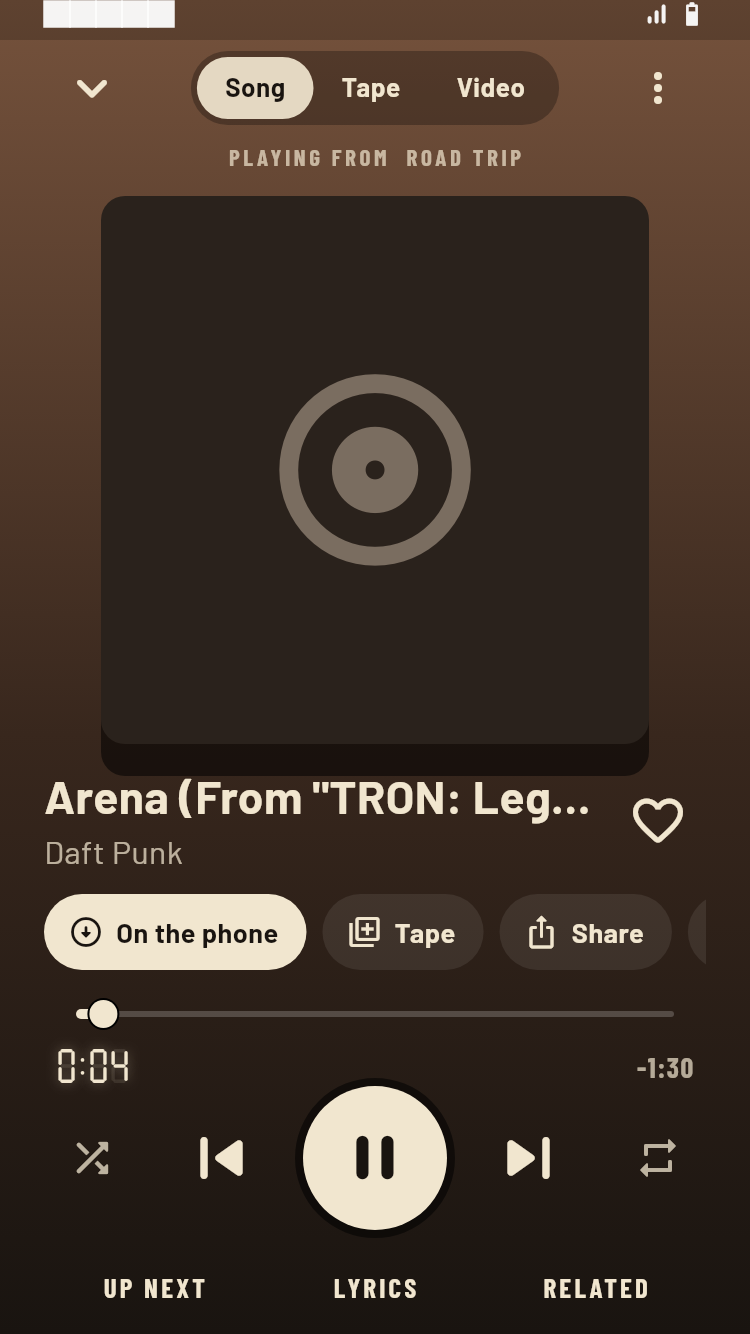 Song Tape Video
PLAYING FROM ROAD TRIP
Arena (From "TRON: Leg...
Daft Punk
On the phone Tape Share
0:04 -1:30
UP NEXT LYRICS RELATED